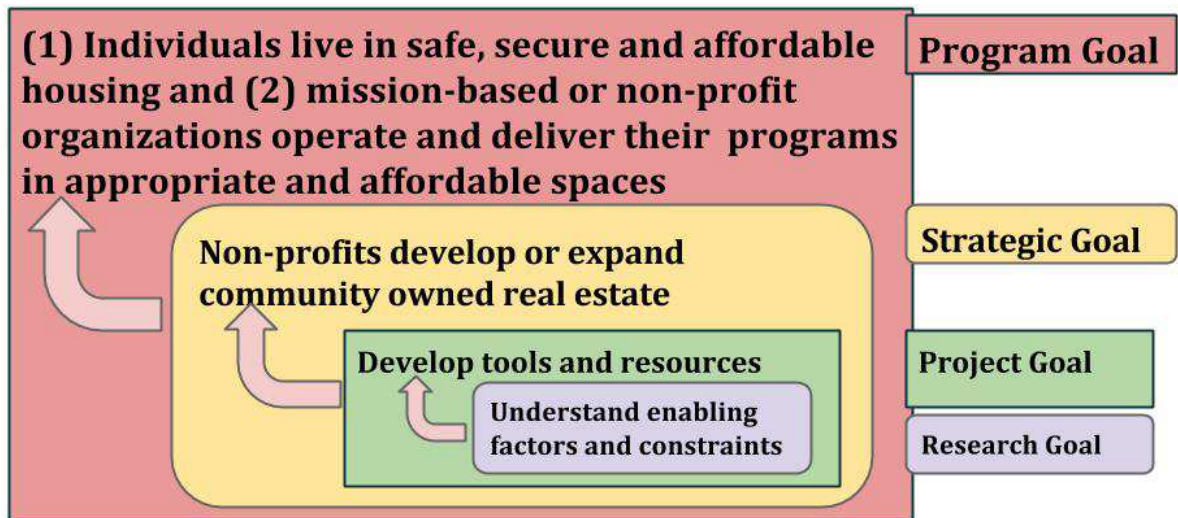 (1) Individuals live in safe, secure and affordable
housing and (2) mission-based or non-profit
organizations operate and deliver their programs
in appropriate and affordable spaces
Program Goal
Non-profits develop or expand
community owned real estate
Strategic Goal
Develop tools and resources
Project Goal
Understand enabling
factors and constraints
Research Goal